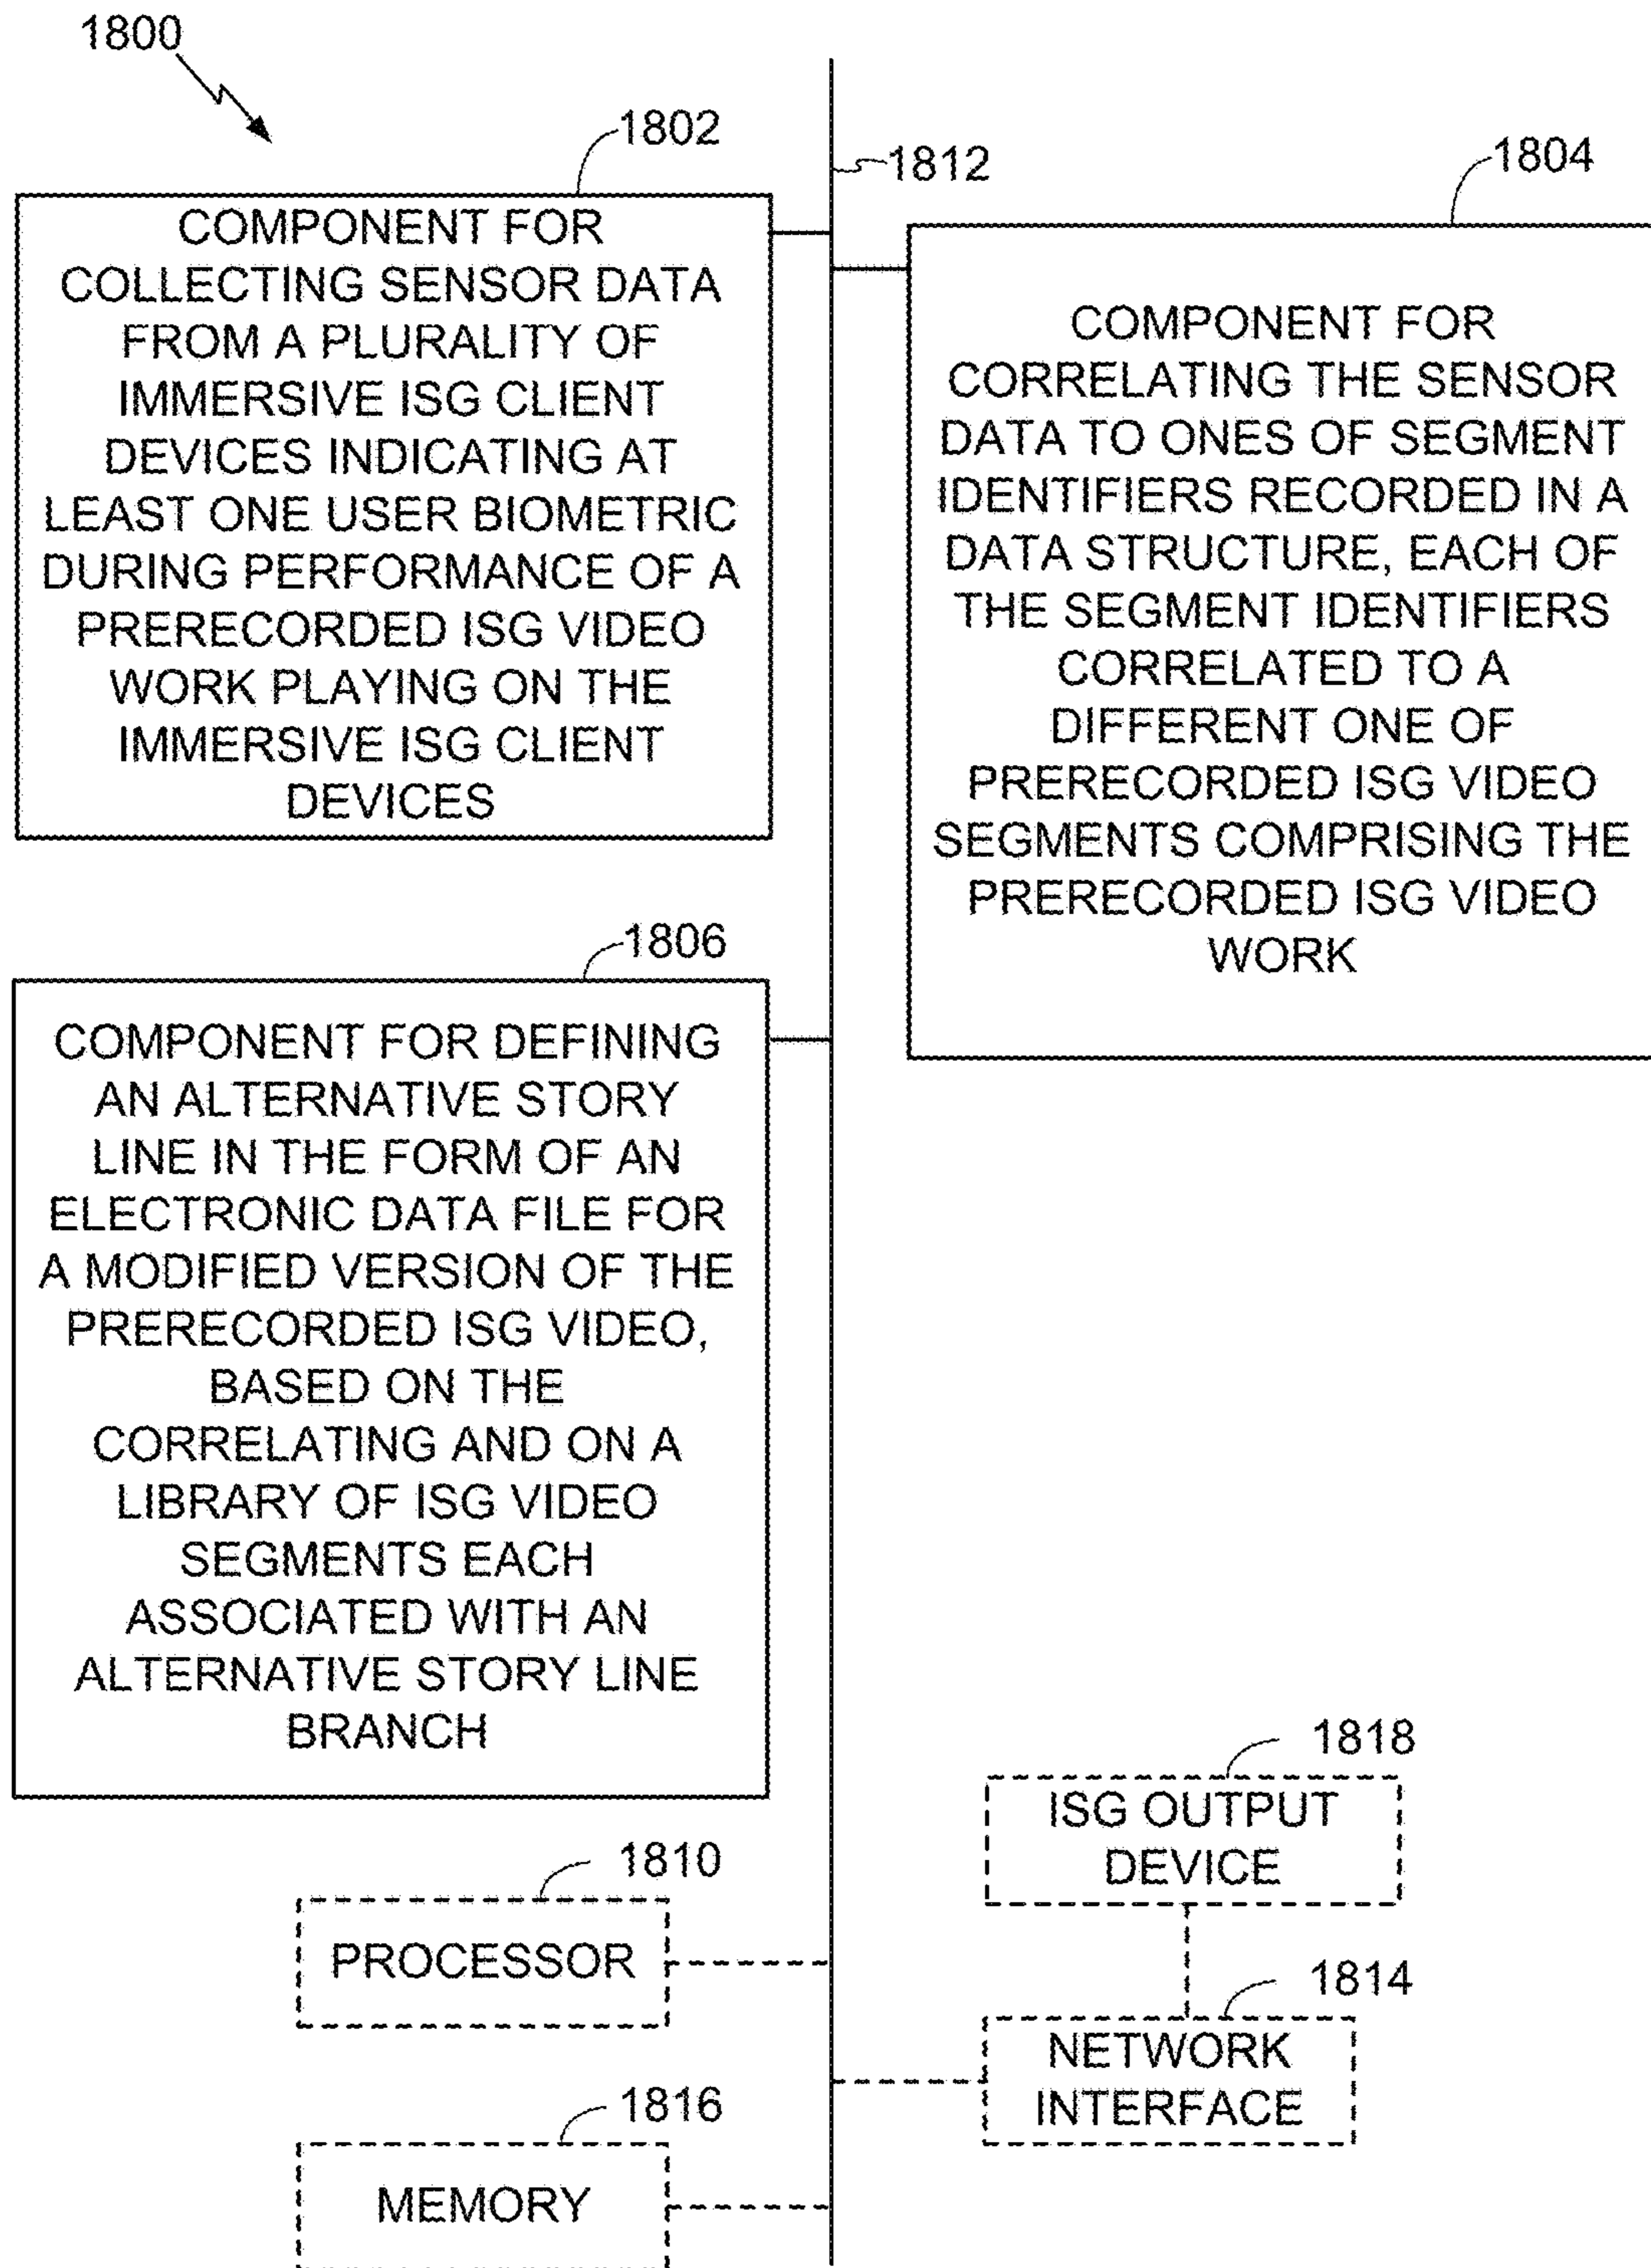 1800
1802
1812
1804
COMPONENT FOR
COLLECTING SENSOR DATA
FROM A PLURALITY OF
IMMERSIVE ISG CLIENT
DEVICES INDICATING AT
LEAST ONE USER BIOMETRIC
DURING PERFORMANCE OF A
PRERECORDED ISG VIDEO
WORK PLAYING ON THE
IMMERSIVE ISG CLIENT
DEVICES
COMPONENT FOR
CORRELATING THE SENSOR
DATA TO ONES OF SEGMENT
IDENTIFIERS RECORDED IN A
DATA STRUCTURE, EACH OF
THE SEGMENT IDENTIFIERS
CORRELATED TO A
DIFFERENT ONE OF
PRERECORDED ISG VIDEO
SEGMENTS COMPRISING THE
PRERECORDED ISG VIDEO
WORK
1806
COMPONENT FOR DEFINING
AN ALTERNATIVE STORY
LINE IN THE FORM OF AN
ELECTRONIC DATA FILE FOR
A MODIFIED VERSION OF THE
PRERECORDED ISG VIDEO,
BASED ON THE
CORRELATING AND ON A
LIBRARY OF ISG VIDEO
SEGMENTS EACH
ASSOCIATED WITH AN
ALTERNATIVE STORY LINE
BRANCH
1818
ISG OUTPUT
DEVICE
1810
PROCESSOR
1814
NETWORK
INTERFACE
1816
MEMORY